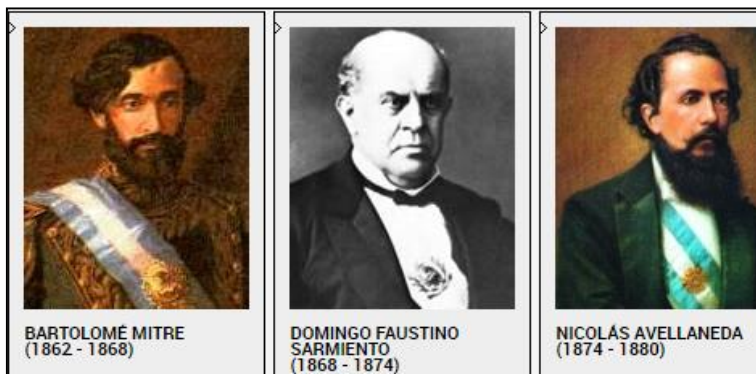 BARTOLOMÉ MITRE
(1862 - 1868)
DOMINGO FAUSTINO
SARMIENTO
(1868 - 1874)
NICOLÁS AVELLANEDA
(1874 - 1880)